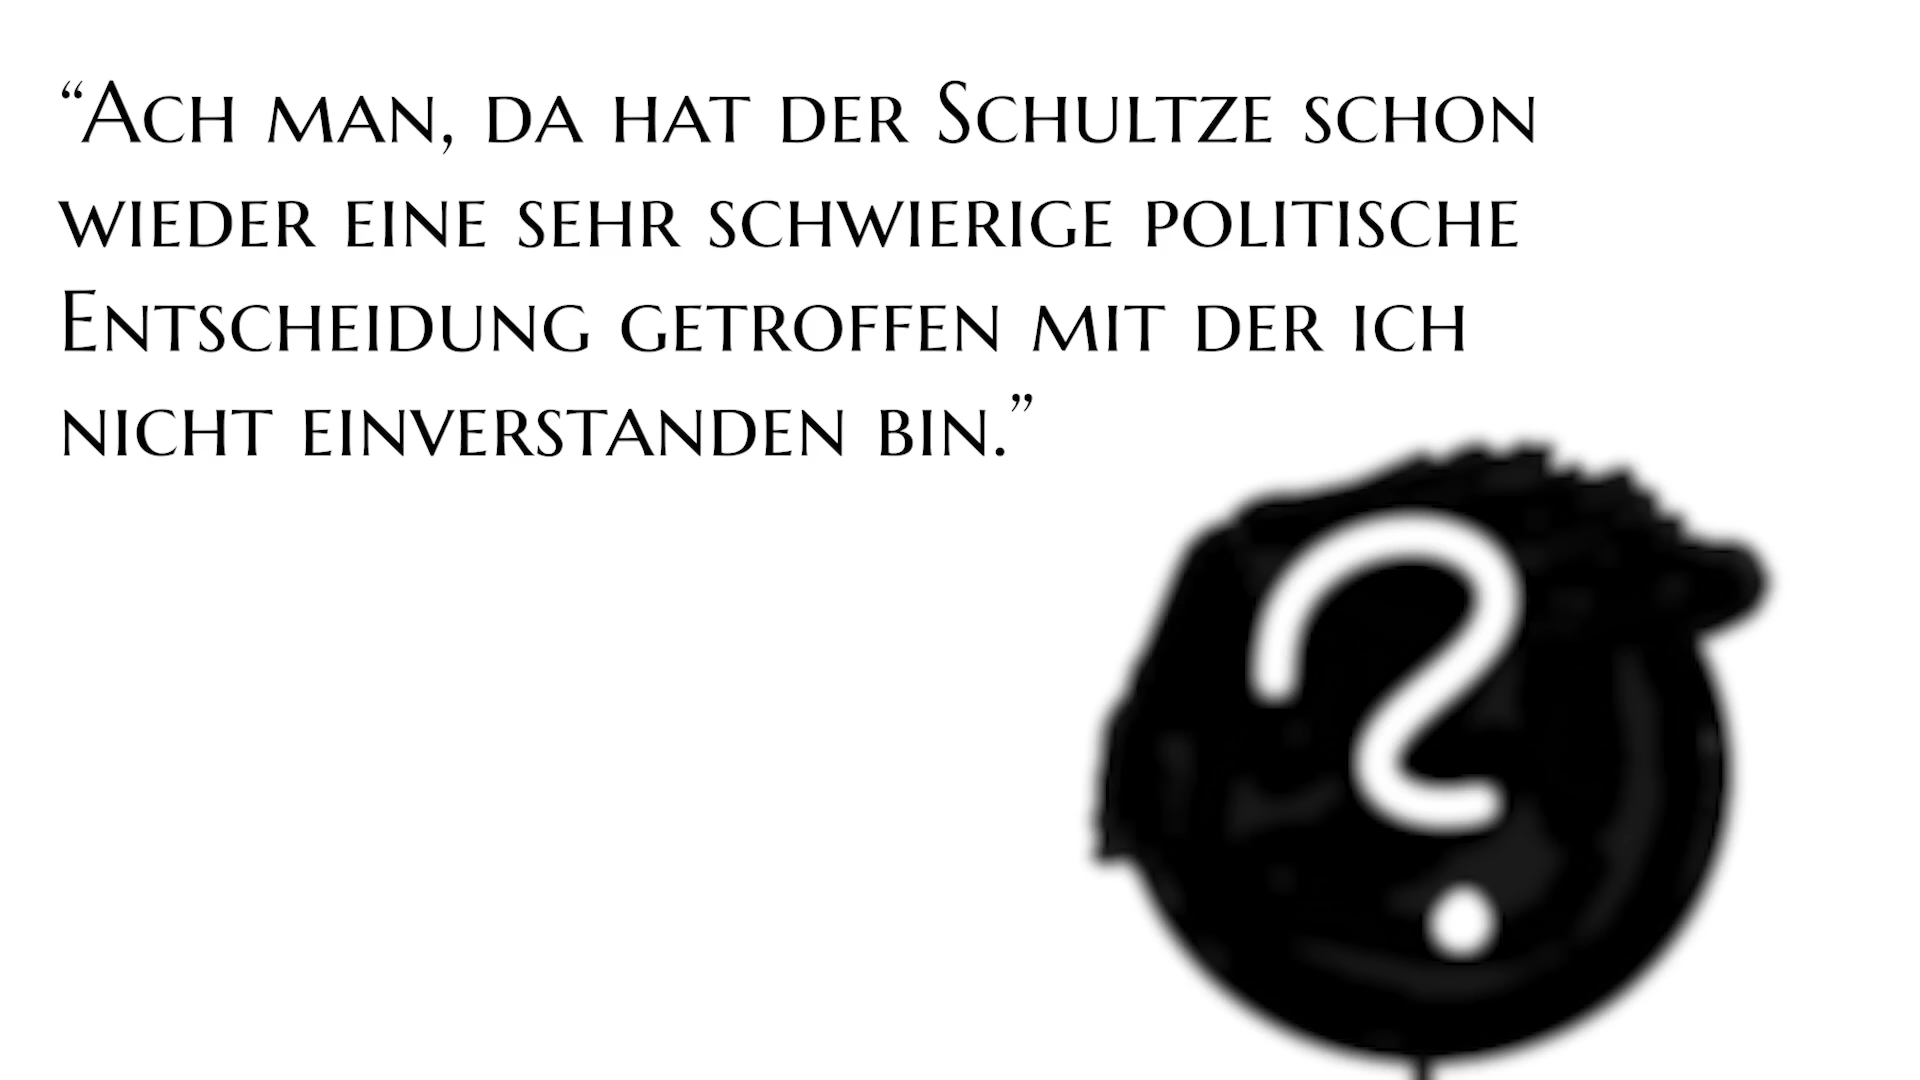 “Ach man, da hat der Schultze schon
wieder eine sehr schwierige politische
Entscheidung getroffen mit der ich
nicht einverstanden bin.”
?